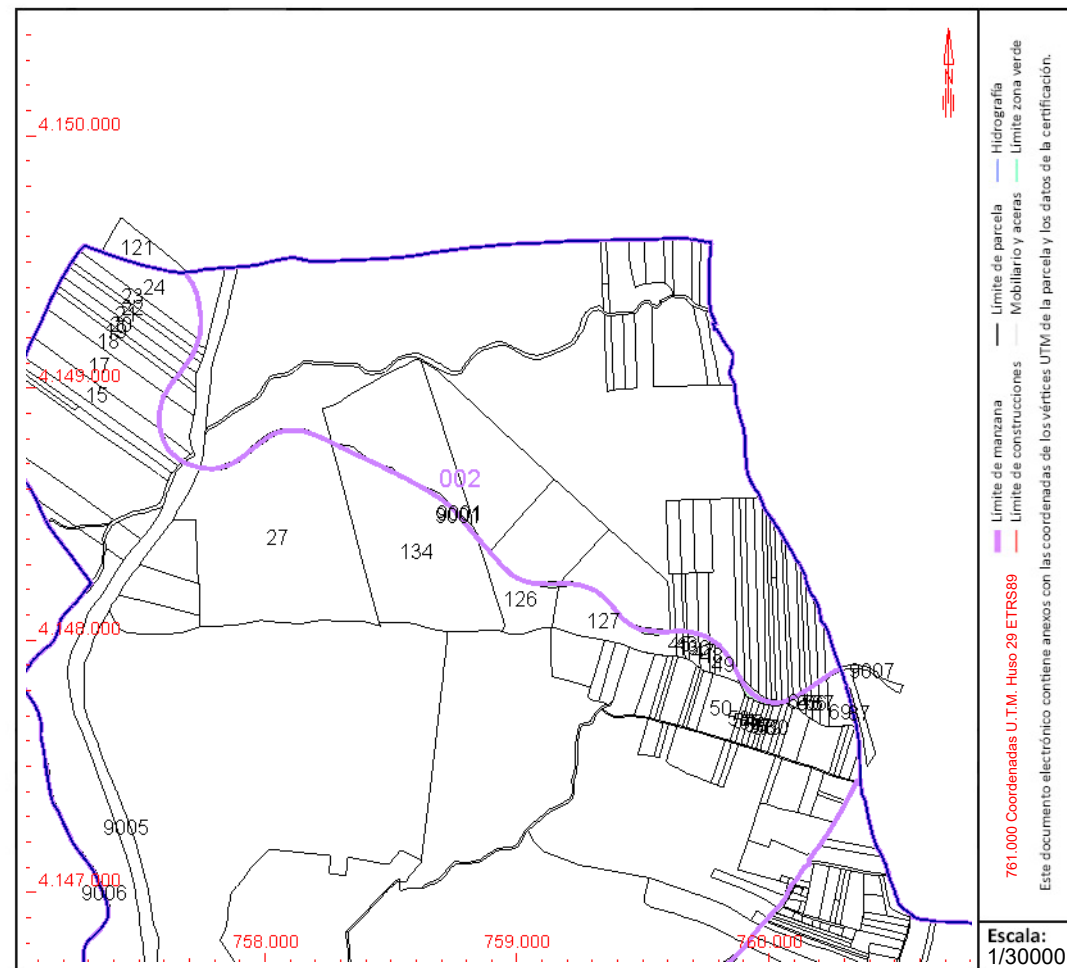 4.150.000
121
24
23
22
18
17
4.149.000
15
002
9001
27
134
126
127
4.148.000
49
9007
50
9005
4.147.000
9006
758.000
759.000
760.000
N
Límite de manzana
Límite de parcela
Hidrografía
Límite de construcciones
Mobiliario y aceras
Límite zona verde
761.000 Coordenadas U.T.M. Huso 29 ETRS89
Este documento electrónico contiene anexos con las coordenadas de los vértices UTM de la parcela y los datos de la certificación.
Escala:
1/30000